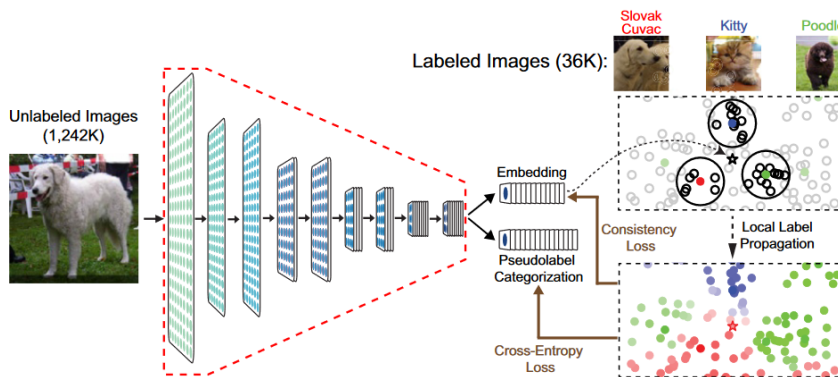 Slovak
Cuvac
Kitty
Poodle
Labeled Images (36K):
Unlabeled Images
(1,242K)
Embedding
Pseudolabel
Categorization
Consistency
Loss
Local Label
Propagation
Cross-Entropy
Loss